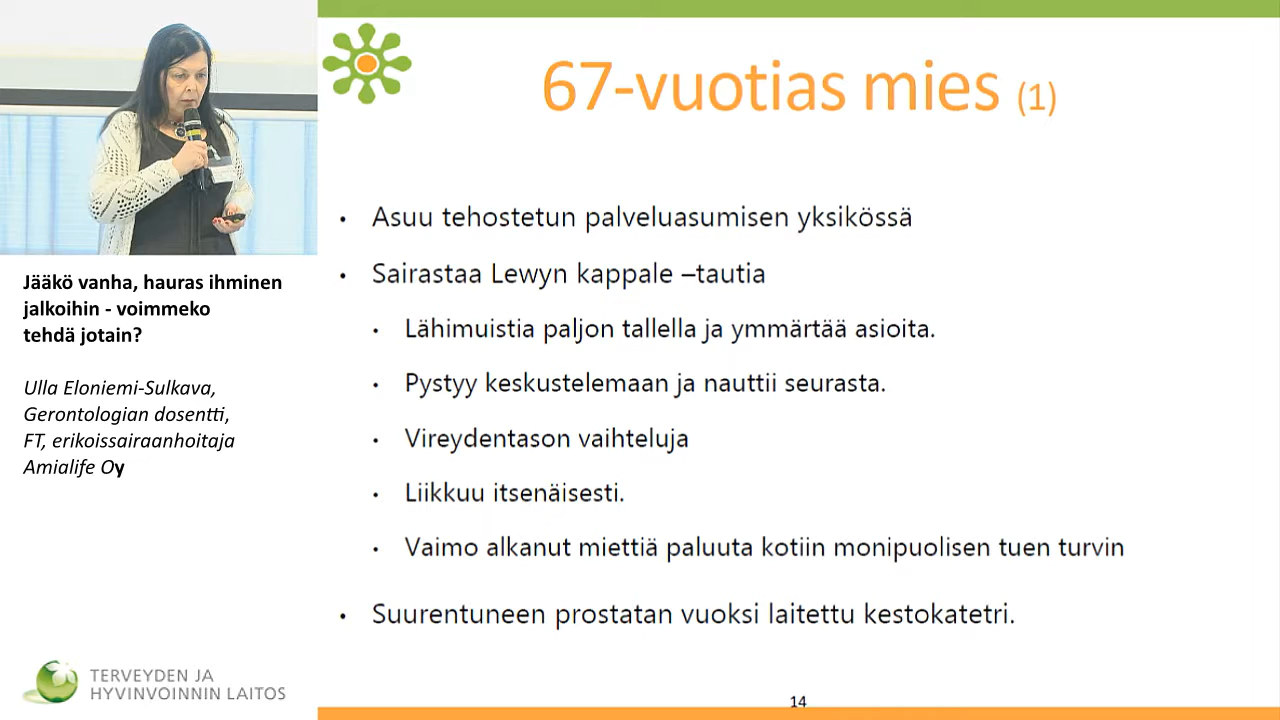 67-vuotias mies (1)
• Asuu tehostetun palveluasumisen yksikössä
• Sairastaa Lewyn kappale –tautia
• Lähimuistia paljon tallella ja ymmärtää asioita.
• Pystyy keskustelemaan ja nauttii seurasta.
• Vireydentason vaihteluja
• Liikkuu itsenäisesti.
• Vaimo alkanut miettiä paluuta kotiin monipuolisen tuen turvin
• Suurentuneen prostatan vuoksi laitettu kestokatetri.
14
Jääkö vanha, hauras ihminen
jalkoihin - voimmeko
tehdä jotain?
Ulla Eloniemi-Sulkava,
Gerontologian dosentti,
FT, erikoissairaanhoitaja
Amialife Oy
TERVEYDEN JA
HYVINVOINNIN LAITOS